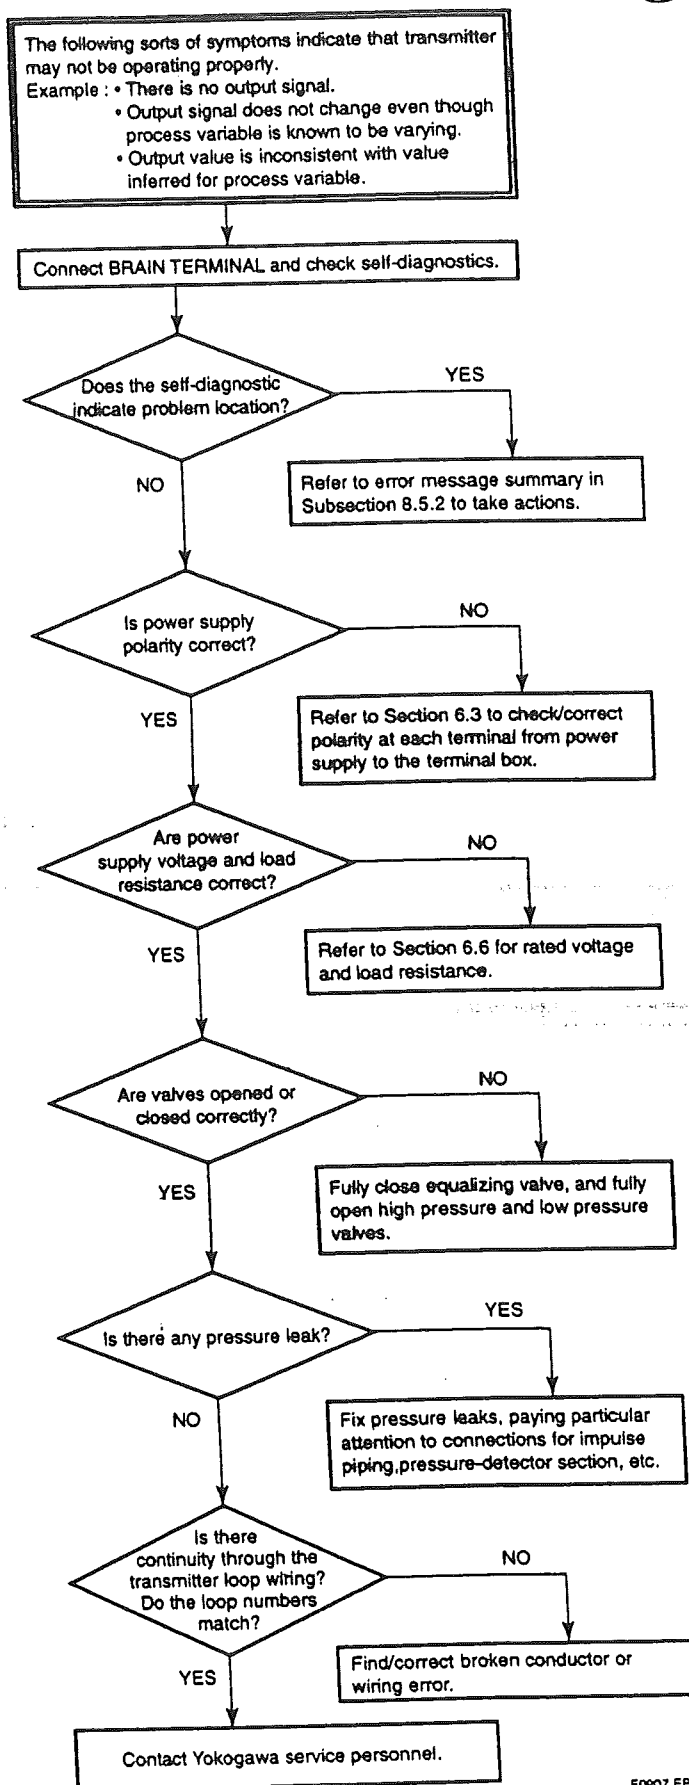 The following sorts of symptoms indicate that transmitter
may not be operating properly.
Example : • There is no output signal.
• Output signal does not change even though
process variable is known to be varying.
• Output value is inconsistent with value
inferred for process variable.
Connect BRAIN TERMINAL and check self-diagnostics.
Does the self-diagnostic
indicate problem location?
YES
NO
Refer to error message summary in
Subsection 8.5.2 to take actions.
Is power supply
polarity correct?
NO
YES
Refer to Section 6.3 to check/correct
polarity at each terminal from power
supply to the terminal box.
Are power
supply voltage and load
resistance correct?
NO
YES
Refer to Section 6.6 for rated voltage
and load resistance.
Are valves opened or
closed correctly?
NO
YES
Fully close equalizing valve, and fully
open high pressure and low pressure
valves.
Is there any pressure leak?
YES
NO
Fix pressure leaks, paying particular
attention to connections for impulse
piping,pressure-detector section, etc.
Is there
continuity through the
transmitter loop wiring?
Do the loop numbers
match?
NO
YES
Find/correct broken conductor or
wiring error.
Contact Yokogawa service personnel.